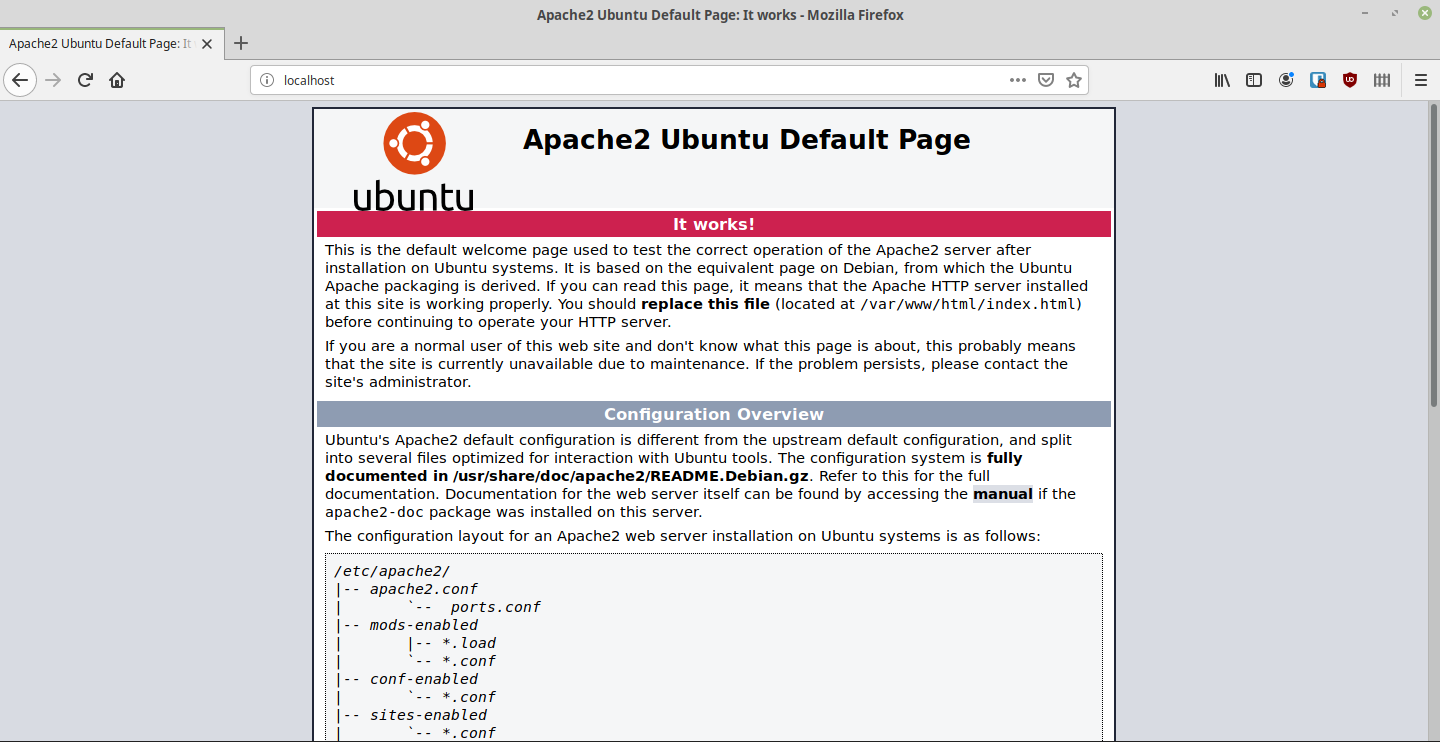 Apache2 Ubuntu Default Page: It works - Mozilla Firefox
Apache2 Ubuntu Default Page: It
localhost
ubuntu
Apache2 Ubuntu Default Page
It works!
This is the default welcome page used to test the correct operation of the Apache2 server after
installation on Ubuntu systems. It is based on the equivalent page on Debian, from which the Ubuntu
Apache packaging is derived. If you can read this page, it means that the Apache HTTP server installed
at this site is working properly. You should replace this file (located at /var/www/html/index.html)
before continuing to operate your HTTP server.
If you are a normal user of this web site and don't know what this page is about, this probably means
that the site is currently unavailable due to maintenance. If the problem persists, please contact the
site's administrator.
Configuration Overview
Ubuntu's Apache2 default configuration is different from the upstream default configuration, and split
into several files optimized for interaction with Ubuntu tools. The configuration system is fully
documented in /usr/share/doc/apache2/README.Debian.gz. Refer to this for the full
documentation. Documentation for the web server itself can be found by accessing the manual if the
apache2-doc package was installed on this server.
The configuration layout for an Apache2 web server installation on Ubuntu systems is as follows:
/etc/apache2/
|-- apache2.conf
|       `--  ports.conf
|-- mods-enabled
|       |-- *.load
|       `-- *.conf
|-- conf-enabled
|       `-- *.conf
|-- sites-enabled
|       `-- *.conf